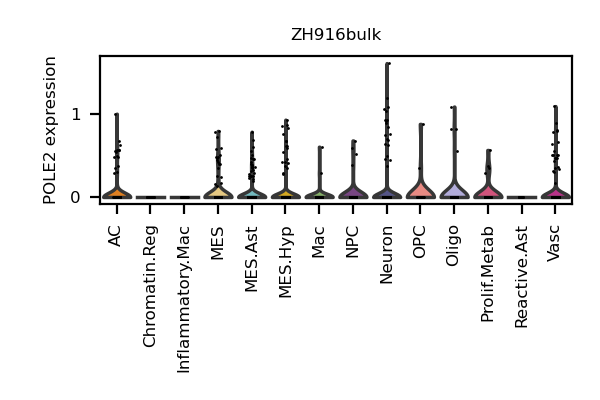 ZH916bulk
POLE2 expression
1
0
AC
Chromatin.Reg
Inflammatory.Mac
MES
MES.Ast
MES.Hyp
Mac
NPC
Neuron
OPC
Oligo
Prolif.Metab
Reactive.Ast
Vasc